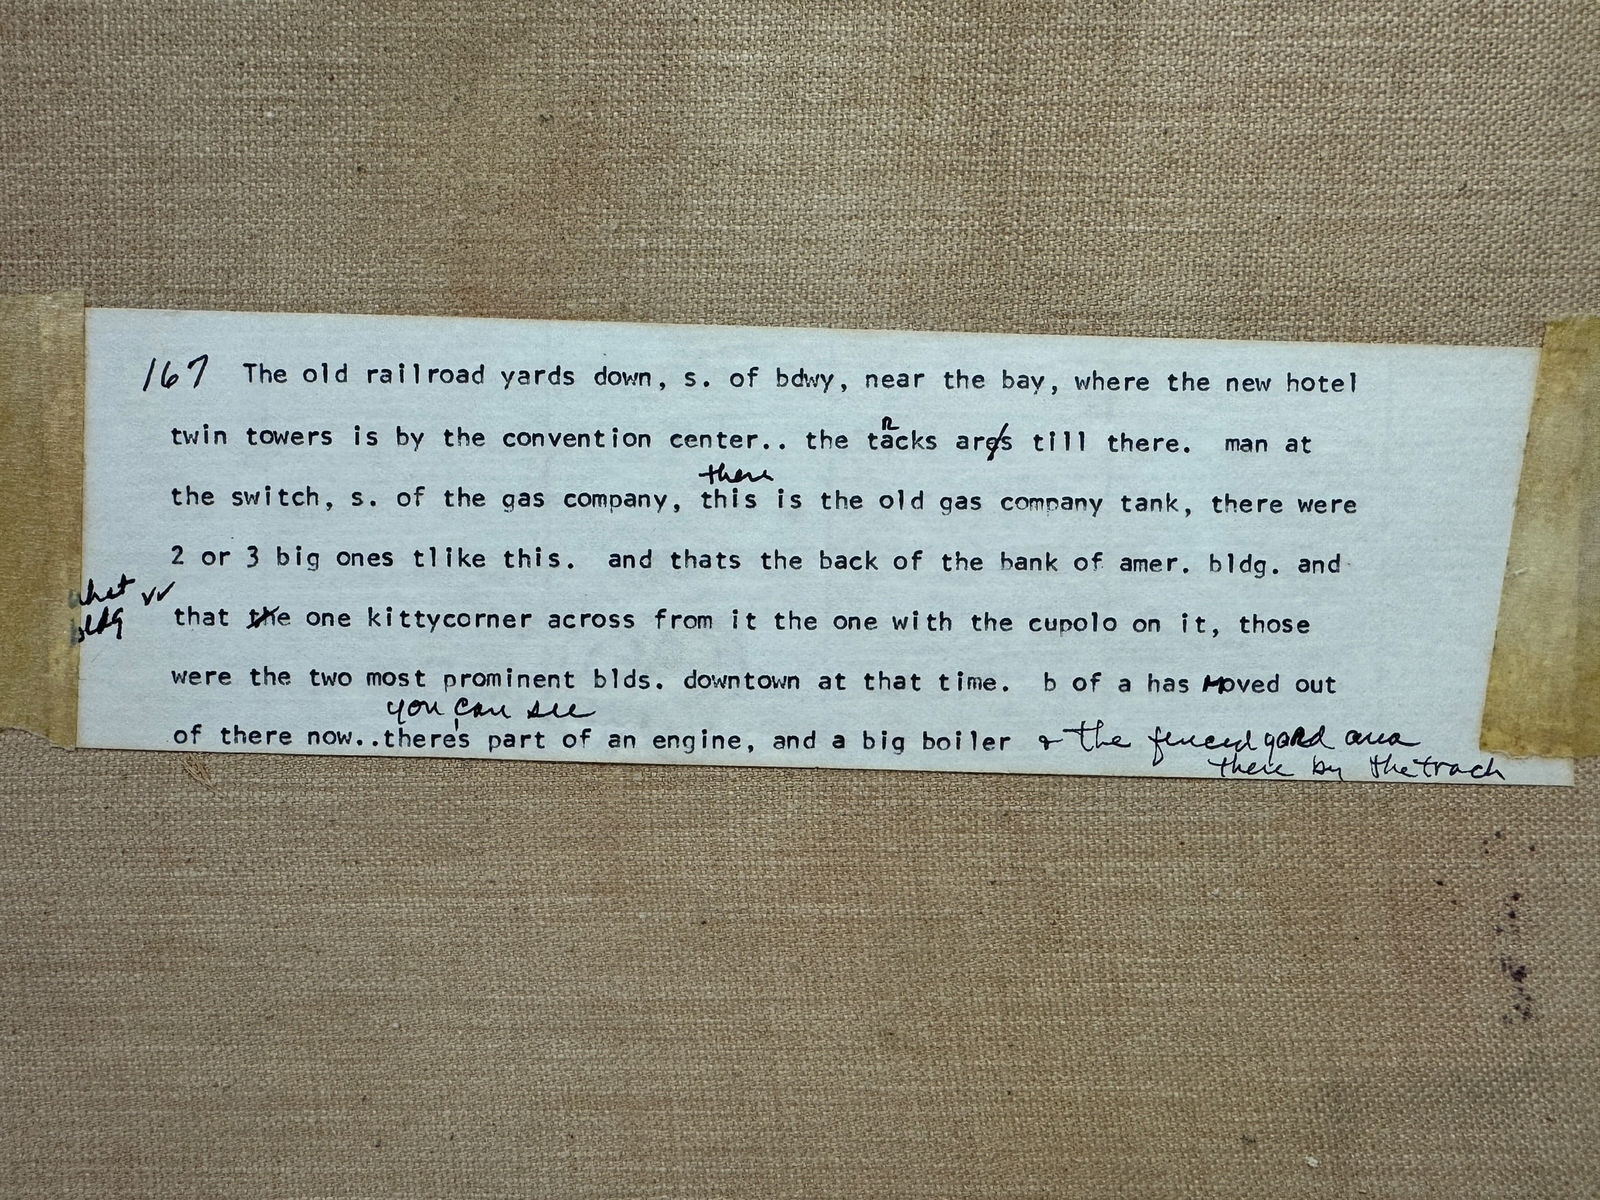 167 The old railroad yards down, s. of bdwy, near the bay, where the new hotel
R
twin towers is by the convention center.. the tacks ares till there. man at
there
the switch, s. of the gas company, this is the old gas company tank, there were
2 or 3 big ones tlike this. and thats the back of the bank of amer. bldg. and
what
bldg
that the one kittycorner across from it the one with the cupolo on it, those
were the two most prominent blds. downtown at that time. b of a has moved out
you can see
of there now..there's part of an engine, and a big boiler & the fenced yard area
there by the track